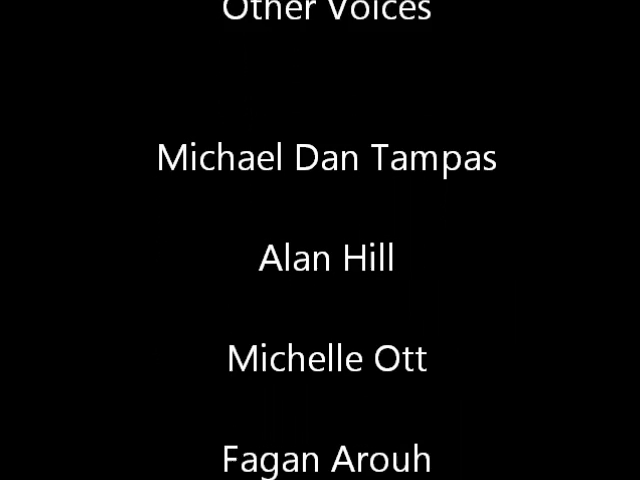 Other Voices
Michael Dan Tampas
Alan Hill
Michelle Ott
Fagan Arouh